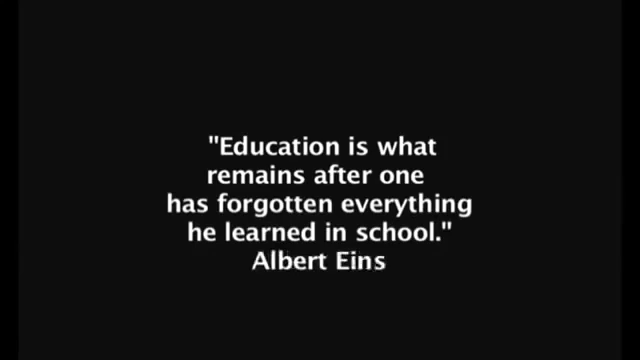 "Education is what
remains after one
has forgotten everything
he learned in school."
Albert Eins